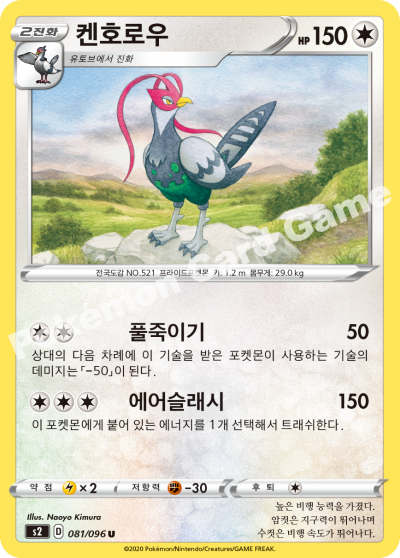 2진화
켄호로우
HP 150
유토브에서 진화
전국도감 NO.521 프라이드포켓몬 키: 1.2 m 몸무게: 29.0 kg
풀죽이기 50
상대의 다음 차례에 이 기술을 받은 포켓몬이 사용하는 기술의
데미지는 「-50」이 된다.
에어슬래시 150
이 포켓몬에게 붙어 있는 에너지를 1개 선택해서 트래쉬한다.
약점 ×2 저항력 -30 후퇴
Illus. Naoyo Kimura
s2 D 081/096 U
높은 비행 능력을 가졌다.
암컷은 지구력이 뛰어나며
수컷은 비행 속도가 뛰어나다.
©2020 Pokémon/Nintendo/Creatures/GAME FREAK.
Pokémon Card Game